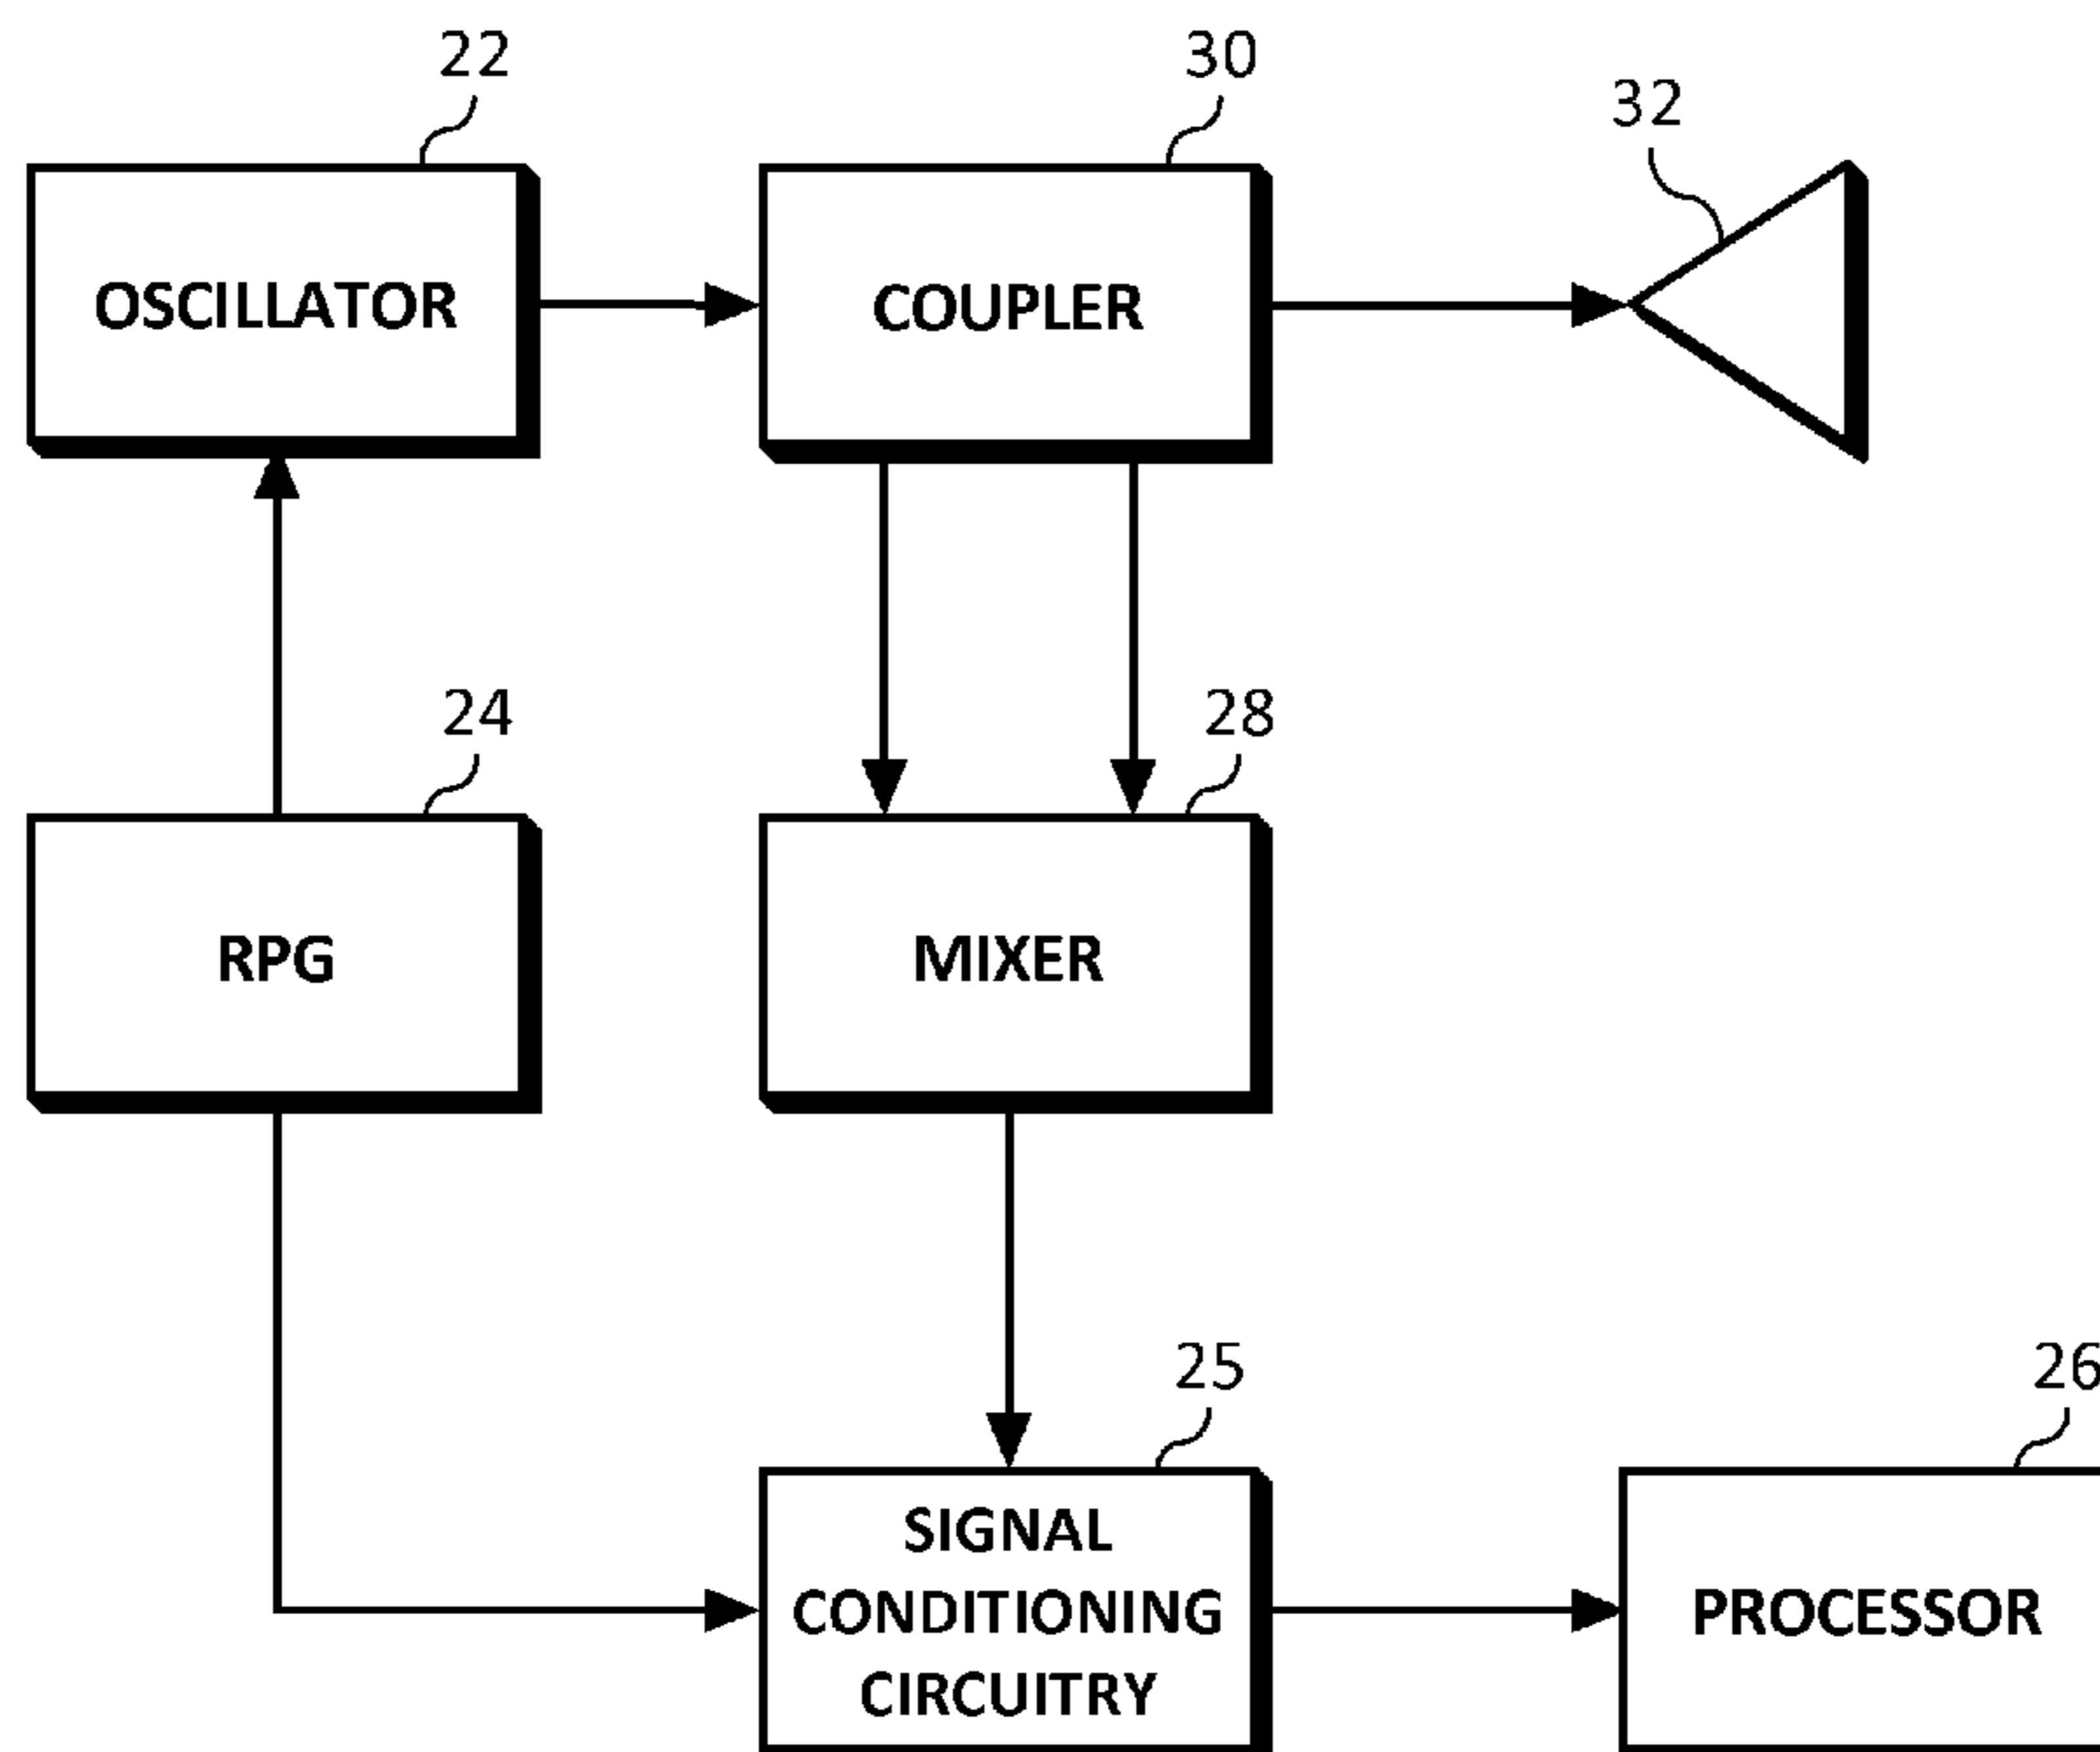 22
30
32
OSCILLATOR
COUPLER
24
28
RPG
MIXER
25
26
SIGNAL
CONDITIONING
CIRCUITRY
PROCESSOR